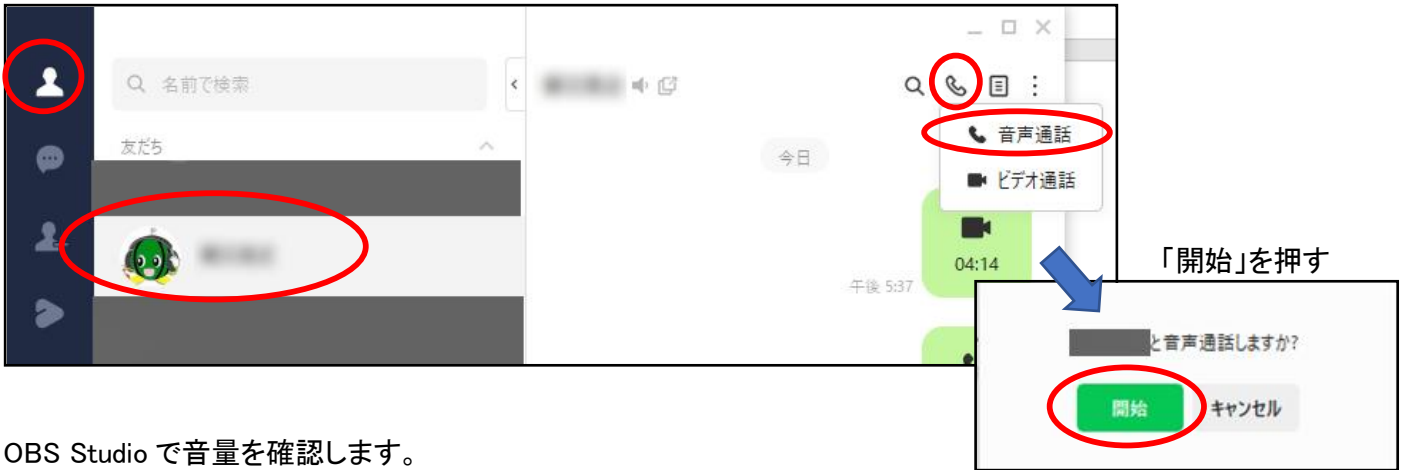 名前で検索
友だち
今日
音声通話
ビデオ通話
04:14
午後 5:37
「開始」を押す
と音声通話しますか?
開始
キャンセル
OBS Studio で音量を確認します。